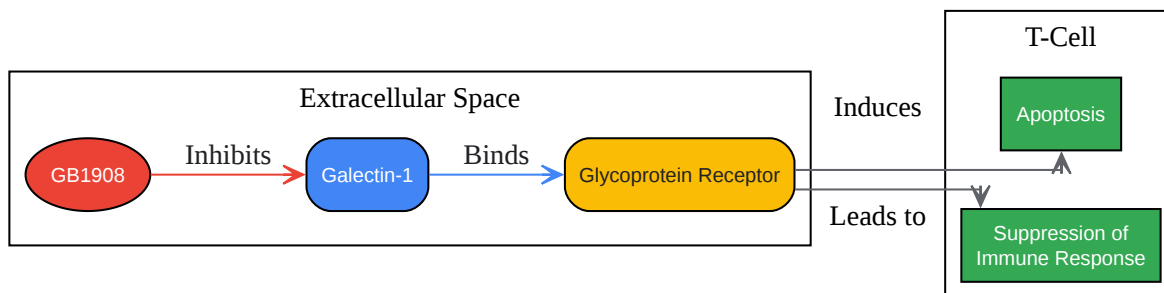 T-Cell
Extracellular Space
Induces
Apoptosis
Inhibits
Binds
GB1908
Galectin-1
Glycoprotein Receptor
Leads to
Suppression of
Immune Response